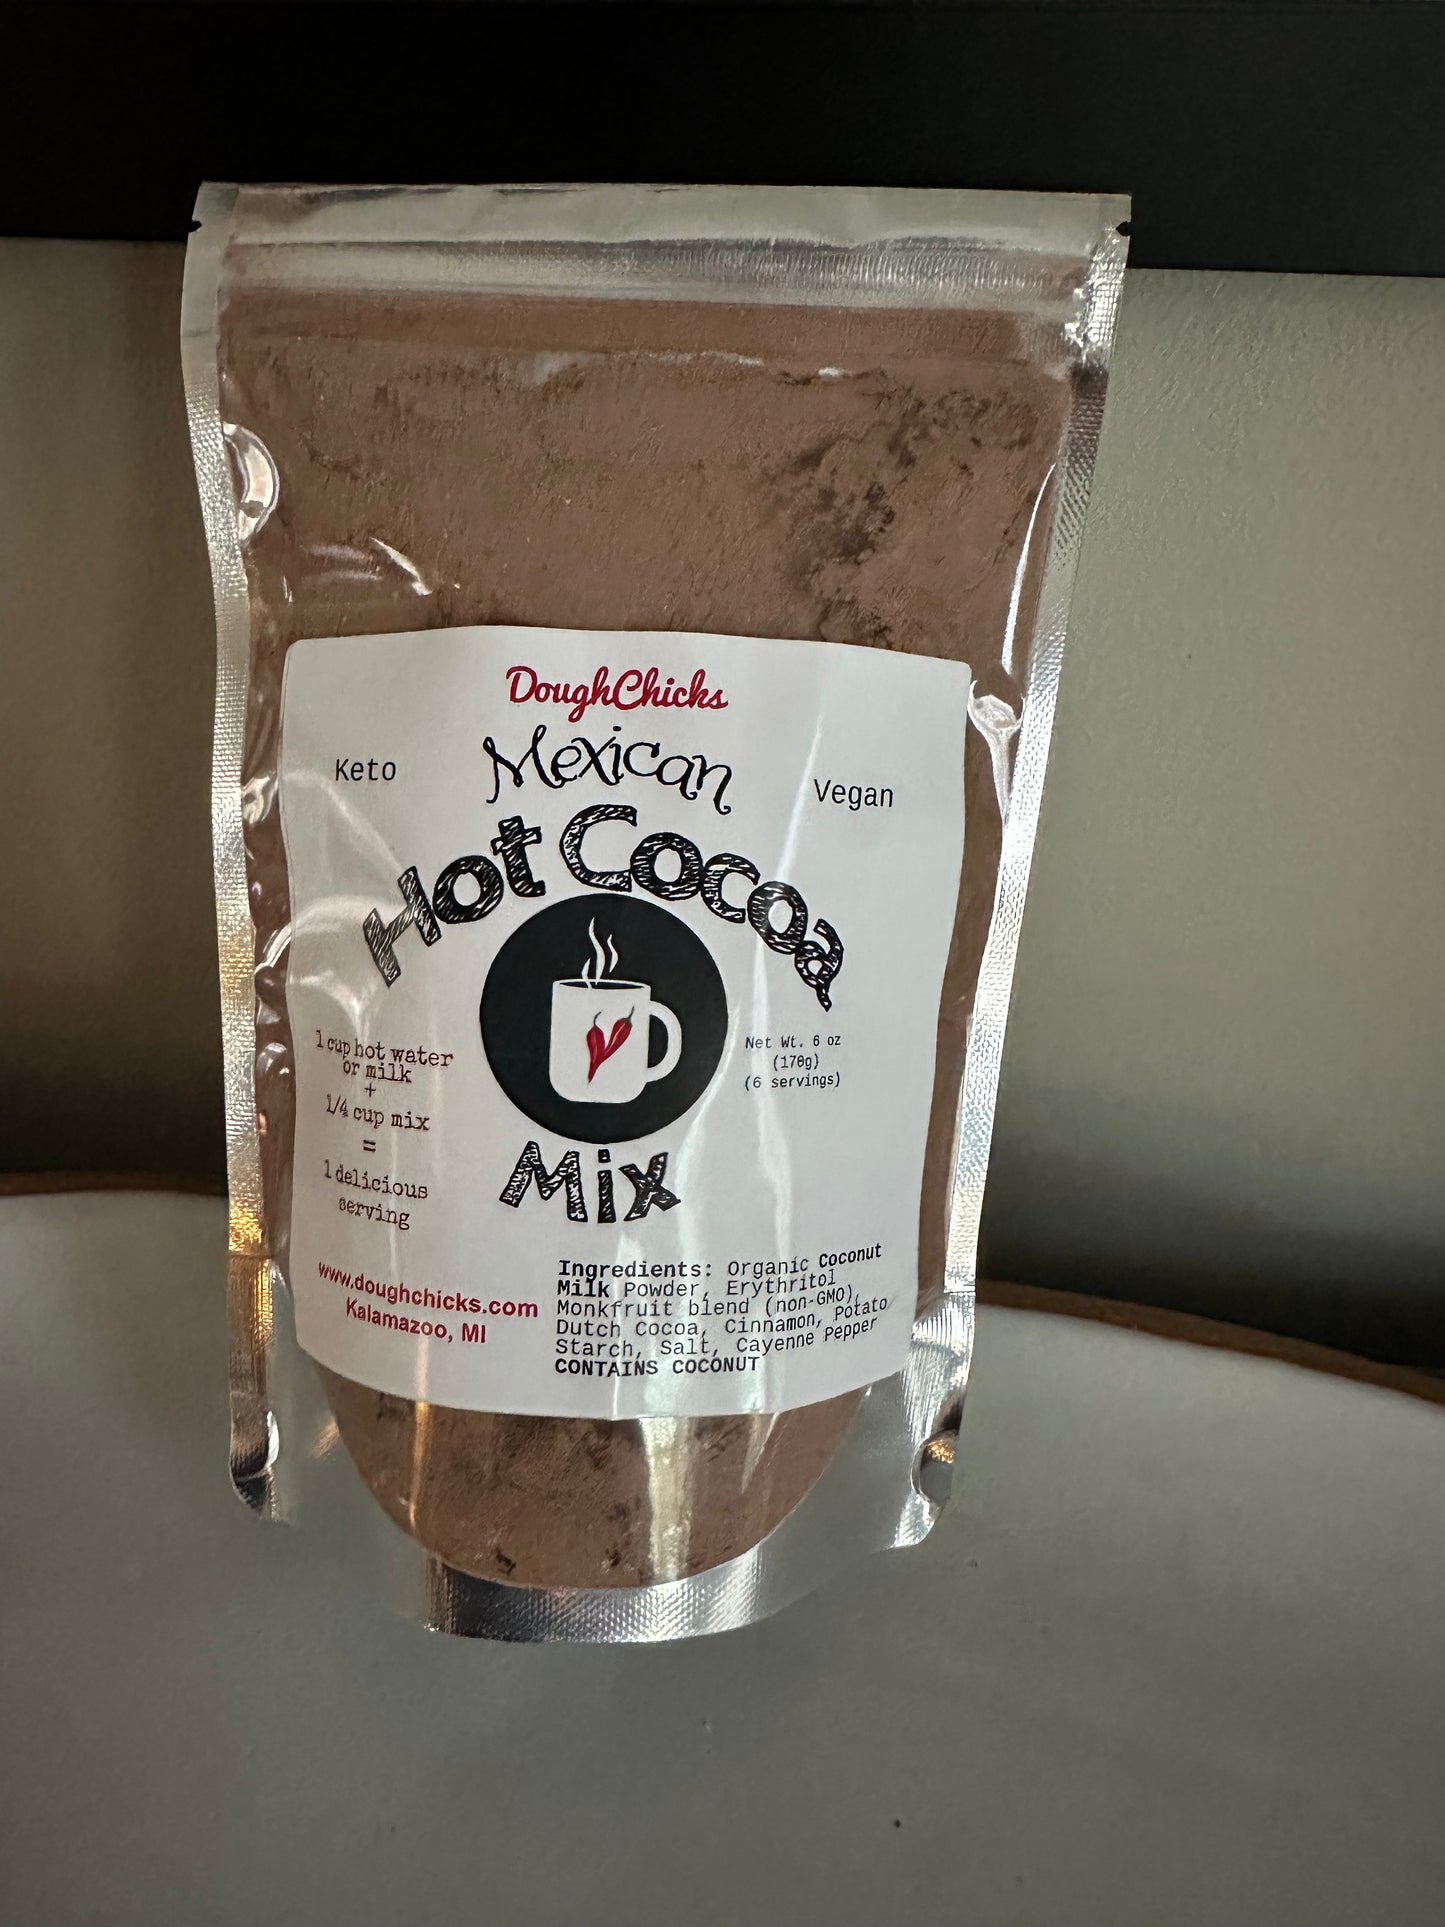 DoughChicks
Mexican
Keto
Vegan
Hot Cocoa
Mix
1 cup hot water
or milk
+
1/4 cup mix
=
1 delicious
serving
Net Wt. 6 oz
(170g)
(6 servings)
www.doughchicks.com
Kalamazoo, MI
Ingredients: Organic Coconut
Milk Powder, Erythritol
Monkfruit blend (non-GMO),
Dutch Cocoa, Cinnamon, Potato
Starch, Salt, Cayenne Pepper
CONTAINS COCONUT